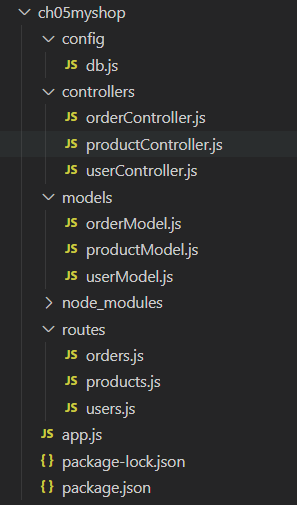 ch05myshop
config
JS db.js
controllers
JS orderController.js
JS productController.js
JS userController.js
models
JS orderModel.js
JS productModel.js
JS userModel.js
node_modules
routes
JS orders.js
JS products.js
JS users.js
JS app.js
{} package-lock.json
{} package.json